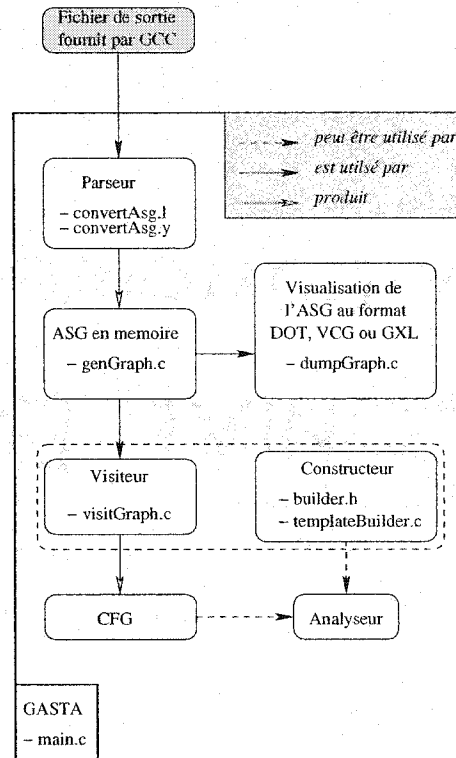 Fichier de sortie
fournit par GCC
peut être utilisé par
est utilsé par
produit
Parseur
– convertAsg.l
– convertAsg.y
ASG en memoire
– genGraph.c
Visualisation de
l'ASG au format
DOT, VCG ou GXL
– dumpGraph.c
Visiteur
– visitGraph.c
Constructeur
– builder.h
– templateBuilder.c
CFG
Analyseur
GASTA
– main.c